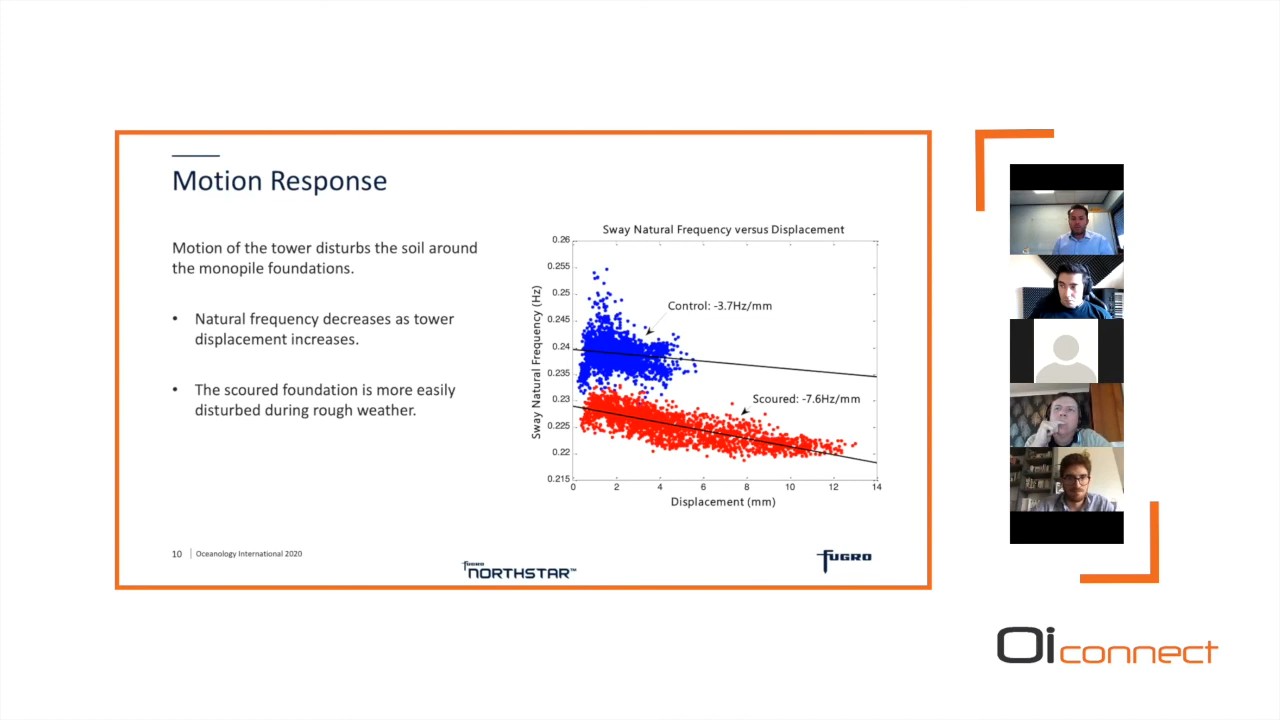 Motion Response
Motion of the tower disturbs the soil around
the monopile foundations.
• Natural frequency decreases as tower
displacement increases.
• The scoured foundation is more easily
disturbed during rough weather.
Sway Natural Frequency versus Displacement
Sway Natural Frequency (Hz)
0.26
0.255
0.25
0.245
0.24
0.235
0.23
0.225
0.22
0.215
Control: -3.7Hz/mm
Scoured: -7.6Hz/mm
0 2 4 6 8 10 12 14
Displacement (mm)
10 | Oceanology International 2020
fugro
NORTHSTAR™
fugro
Oi connect